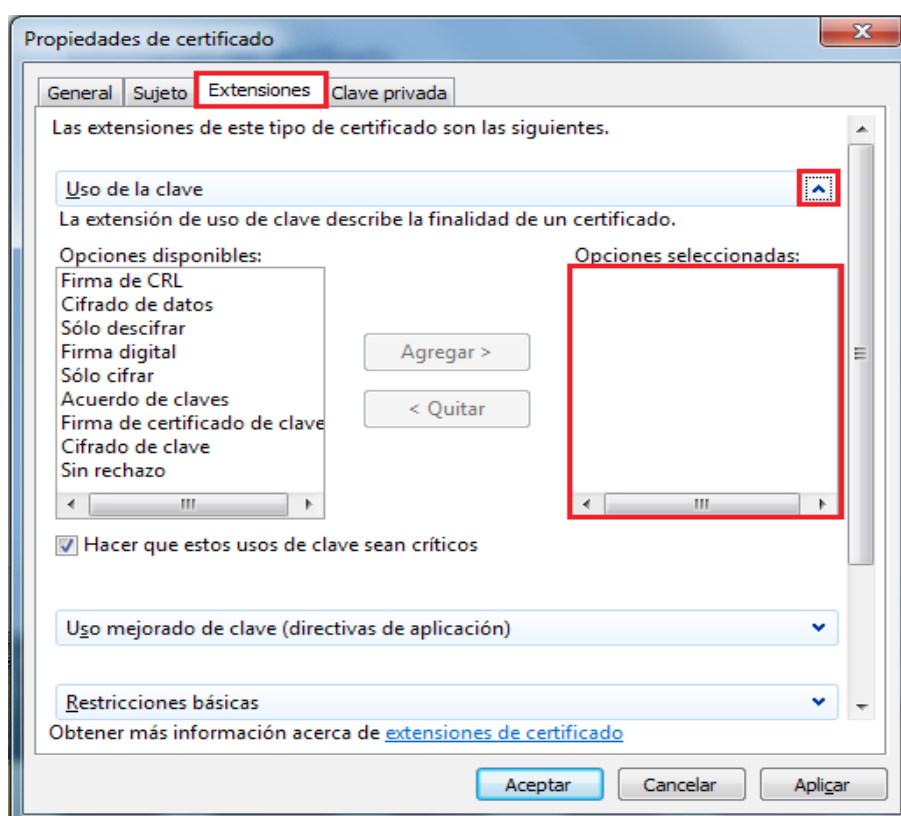 Propiedades de certificado
General Sujeto Extensiones Clave privada
Las extensiones de este tipo de certificado son las siguientes.
Uso de la clave
La extensión de uso de clave describe la finalidad de un certificado.
Opciones disponibles:
Opciones seleccionadas:
Firma de CRL
Cifrado de datos
Sólo descifrar
Firma digital
Sólo cifrar
Acuerdo de claves
Firma de certificado de clave
Cifrado de clave
Sin rechazo
Agregar >
< Quitar
Hacer que estos usos de clave sean críticos
Uso mejorado de clave (directivas de aplicación)
Restricciones básicas
Obtener más información acerca de extensiones de certificado
Aceptar Cancelar Aplicar